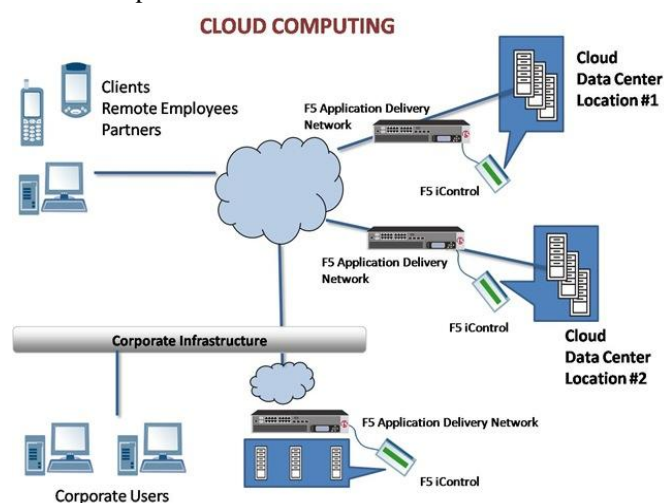 CLOUD COMPUTING
Clients
Remote Employees
Partners
F5 Application Delivery
Network
F5 iControl
Cloud
Data Center
Location #1
F5 Application Delivery
Network
F5 iControl
Cloud
Data Center
Location #2
Corporate Infrastructure
F5 Application Delivery Network
F5 iControl
Corporate Users